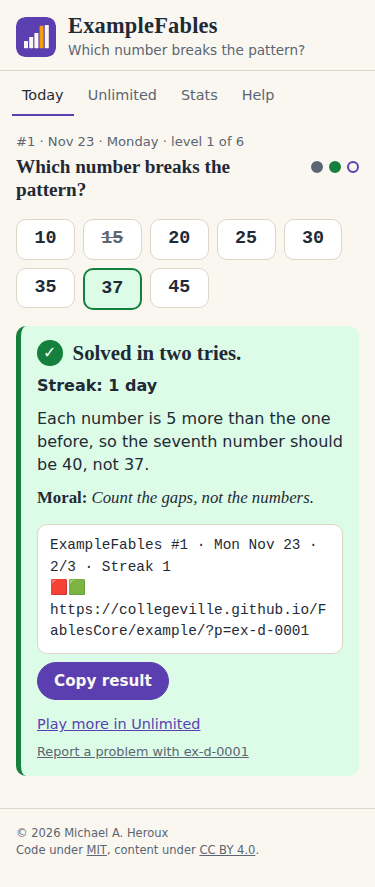 ExampleFables
Which number breaks the pattern?
Today Unlimited Stats Help
#1 · Nov 23 · Monday · level 1 of 6
Which number breaks the
pattern?
10 15 20 25 30
35 37 45
✓ Solved in two tries.
Streak: 1 day
Each number is 5 more than the one
before, so the seventh number should
be 40, not 37.
Moral: Count the gaps, not the numbers.
ExampleFables #1 · Mon Nov 23 ·
2/3 · Streak 1
🟥🟩
https://collegeville.github.io/F
ablesCore/example/?p=ex-d-0001
Copy result
Play more in Unlimited
Report a problem with ex-d-0001
© 2026 Michael A. Heroux
Code under MIT, content under CC BY 4.0.